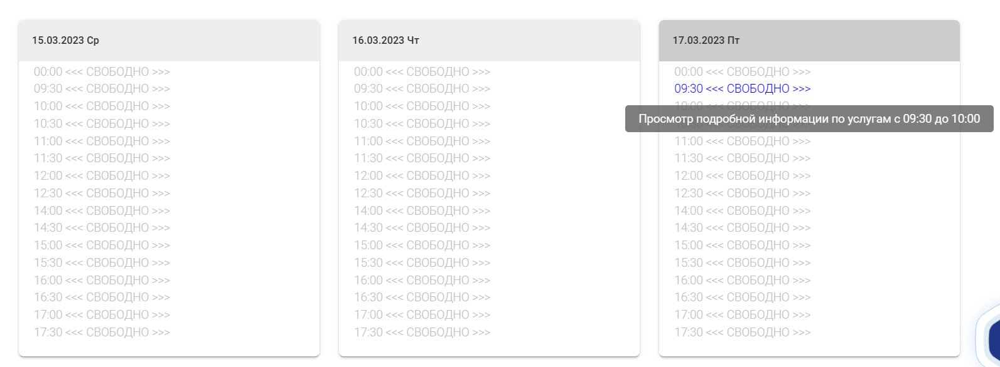 15.03.2023 Ср
00:00 <<< СВОБОДНО >>>
09:30 <<< СВОБОДНО >>>
10:00 <<< СВОБОДНО >>>
10:30 <<< СВОБОДНО >>>
11:00 <<< СВОБОДНО >>>
11:30 <<< СВОБОДНО >>>
12:00 <<< СВОБОДНО >>>
12:30 <<< СВОБОДНО >>>
14:00 <<< СВОБОДНО >>>
14:30 <<< СВОБОДНО >>>
15:00 <<< СВОБОДНО >>>
15:30 <<< СВОБОДНО >>>
16:00 <<< СВОБОДНО >>>
16:30 <<< СВОБОДНО >>>
17:00 <<< СВОБОДНО >>>
17:30 <<< СВОБОДНО >>>
16.03.2023 Чт
00:00 <<< СВОБОДНО >>>
09:30 <<< СВОБОДНО >>>
10:00 <<< СВОБОДНО >>>
10:30 <<< СВОБОДНО >>>
11:00 <<< СВОБОДНО >>>
11:30 <<< СВОБОДНО >>>
12:00 <<< СВОБОДНО >>>
12:30 <<< СВОБОДНО >>>
14:00 <<< СВОБОДНО >>>
14:30 <<< СВОБОДНО >>>
15:00 <<< СВОБОДНО >>>
15:30 <<< СВОБОДНО >>>
16:00 <<< СВОБОДНО >>>
16:30 <<< СВОБОДНО >>>
17:00 <<< СВОБОДНО >>>
17:30 <<< СВОБОДНО >>>
17.03.2023 Пт
00:00 <<< СВОБОДНО >>>
09:30 <<< СВОБОДНО >>>
10:00 <<< СВОБОДНО >>>
Просмотр подробной информации по услугам с 09:30 до 10:00
11:00 <<< СВОБОДНО >>>
11:30 <<< СВОБОДНО >>>
12:00 <<< СВОБОДНО >>>
12:30 <<< СВОБОДНО >>>
14:00 <<< СВОБОДНО >>>
14:30 <<< СВОБОДНО >>>
15:00 <<< СВОБОДНО >>>
15:30 <<< СВОБОДНО >>>
16:00 <<< СВОБОДНО >>>
16:30 <<< СВОБОДНО >>>
17:00 <<< СВОБОДНО >>>
17:30 <<< СВОБОДНО >>>